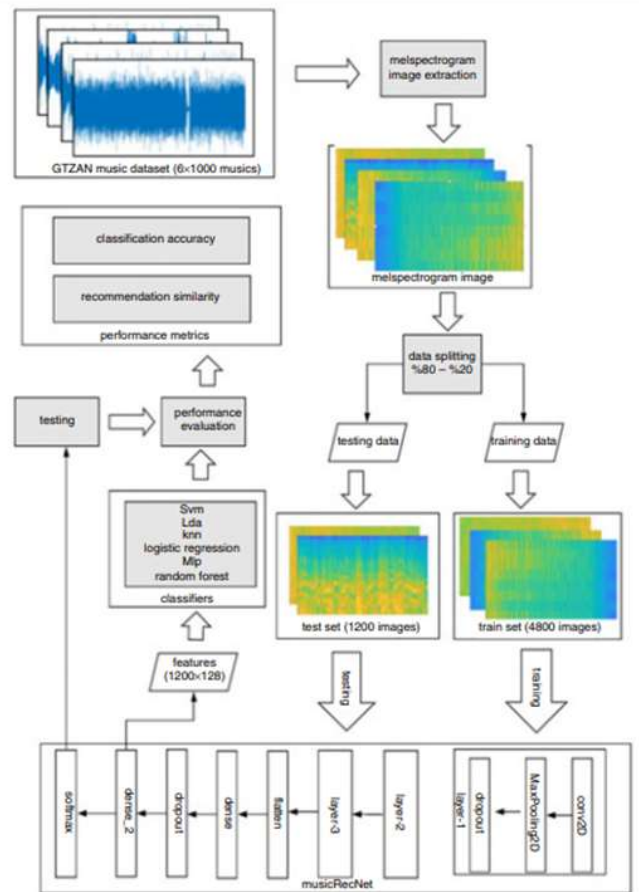 GTZAN music dataset (6×1000 musics)
melspectrogram
image extraction
melspectrogram image
classification accuracy
recommendation similarity
performance metrics
data splitting
%80 – %20
testing
performance
evaluation
testing data
training data
Svm
Lda
knn
logistic regression
Mlp
random forest
classifiers
test set (1200 images)
train set (4800 images)
features
(1200×128)
testing
training
softmax
dense_2
dropout
dense
flatten
layer-3
layer-2
layer-1
dropout
MaxPooling2D
conv2D
musicRecNet